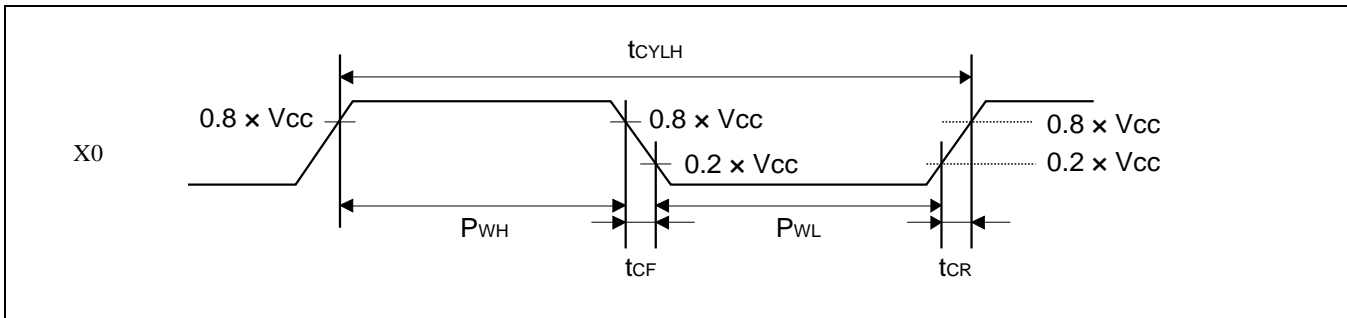 tCYLH
0.8 × Vcc
0.8 × Vcc
0.8 × Vcc
X0
0.2 × Vcc
0.2 × Vcc
PWH
PWL
tCF
tCR